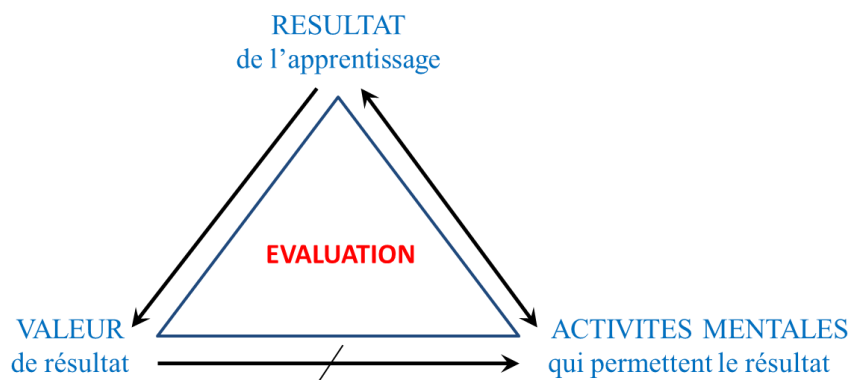 RESULTAT
de l’apprentissage
EVALUATION
VALEUR
de résultat
ACTIVITES MENTALES
qui permettent le résultat